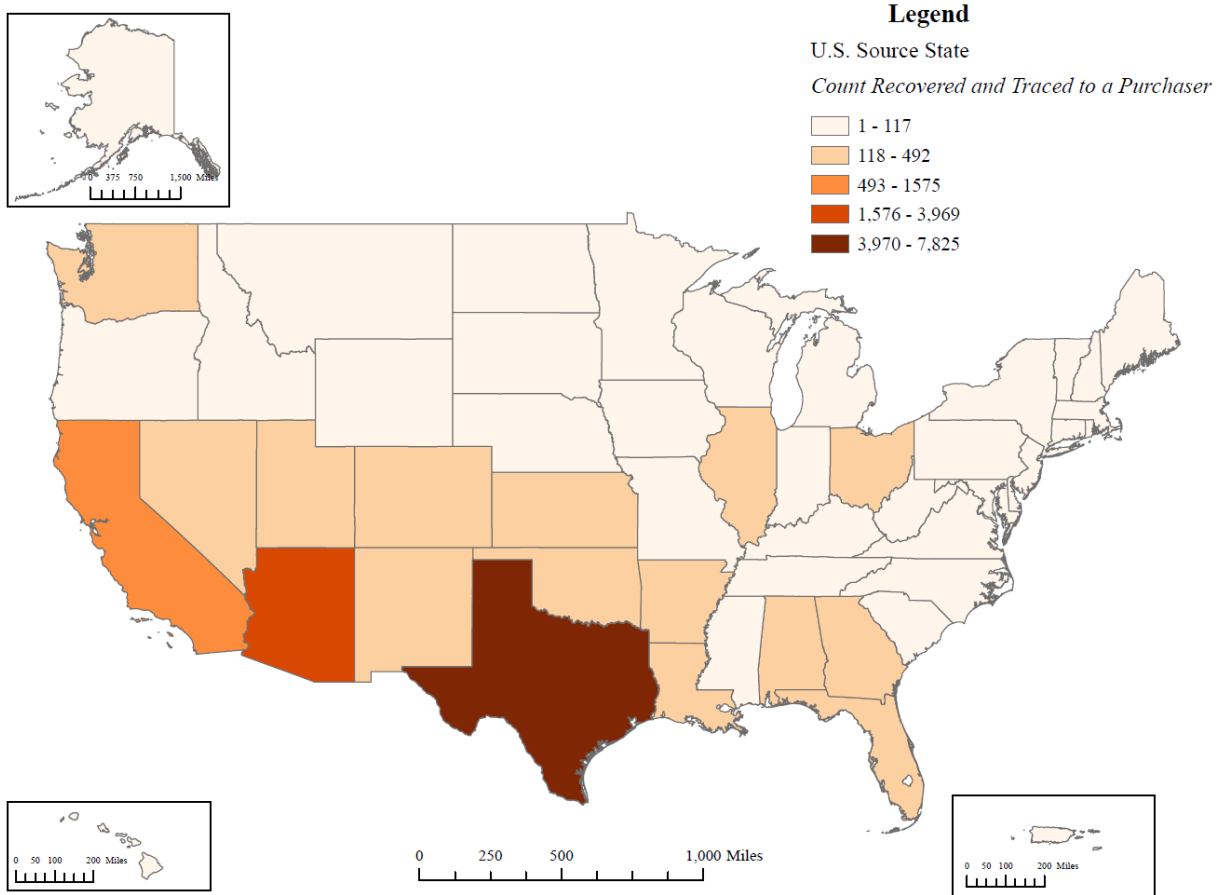 Legend
U.S. Source State
Count Recovered and Traced to a Purchaser
1 - 117
118 - 492
493 - 1575
1,576 - 3,969
3,970 - 7,825
0 375 750 1,500 Miles
0 50 100 200 Miles
0 250 500 1,000 Miles
0 50 100 200 Miles